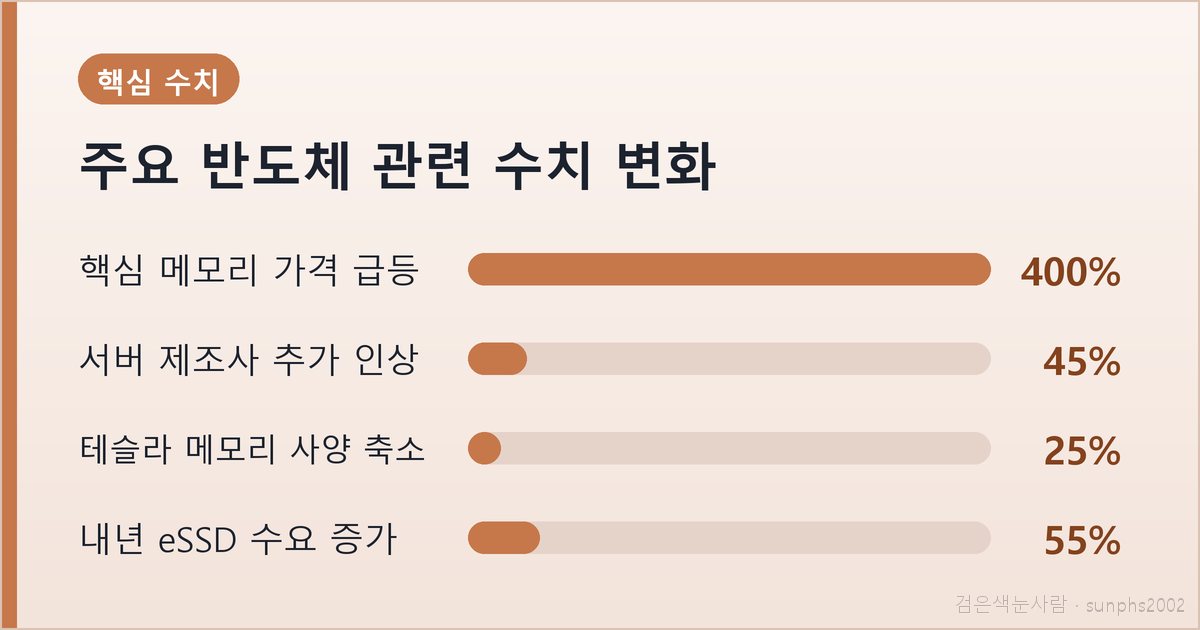 핵심 수치
주요 반도체 관련 수치 변화
핵심 메모리 가격 급등 400%
서버 제조사 추가 인상 45%
테슬라 메모리 사양 축소 25%
내년 eSSD 수요 증가 55%
검은색눈사람 · sunphs2002